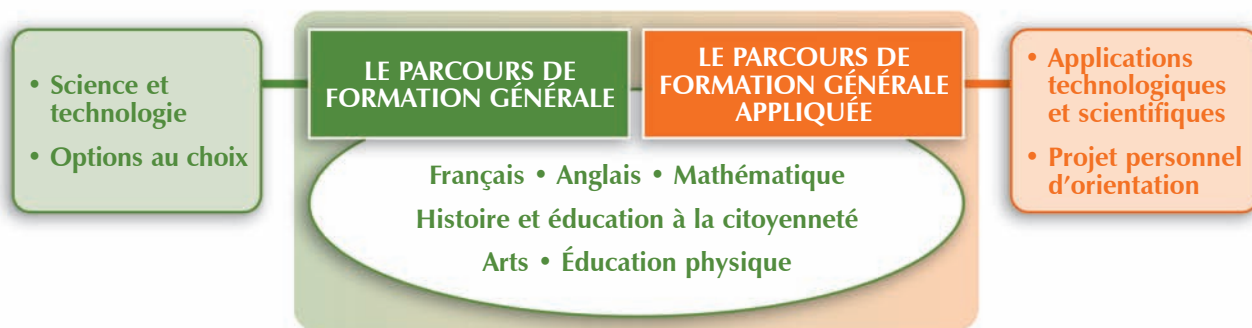 • Science et
technologie
• Options au choix
LE PARCOURS DE
FORMATION GÉNÉRALE
LE PARCOURS DE
FORMATION GÉNÉRALE
APPLIQUÉE
• Applications
technologiques
et scientifiques
• Projet personnel
d'orientation
Français • Anglais • Mathématique
Histoire et éducation à la citoyenneté
Arts • Éducation physique